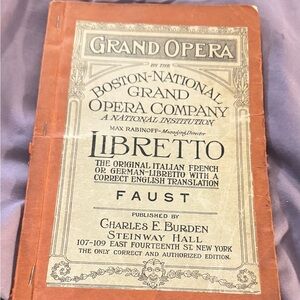 GRAND OPERA
BY THE
BOSTON-NATIONAL
GRAND
OPERA COMPANY
A NATIONAL INSTITUTION
MAX RABINOFF-Managing Director
LIBRETTO
THE ORIGINAL ITALIAN FRENCH
OR GERMAN-LIBRETTO WITH A
CORRECT ENGLISH TRANSLATION
FAUST
PUBLISHED BY
CHARLES E. BURDEN
STEINWAY HALL
107-109 EAST FOURTEENTH ST. NEW YORK
THE ONLY CORRECT AND AUTHORIZED EDITION.